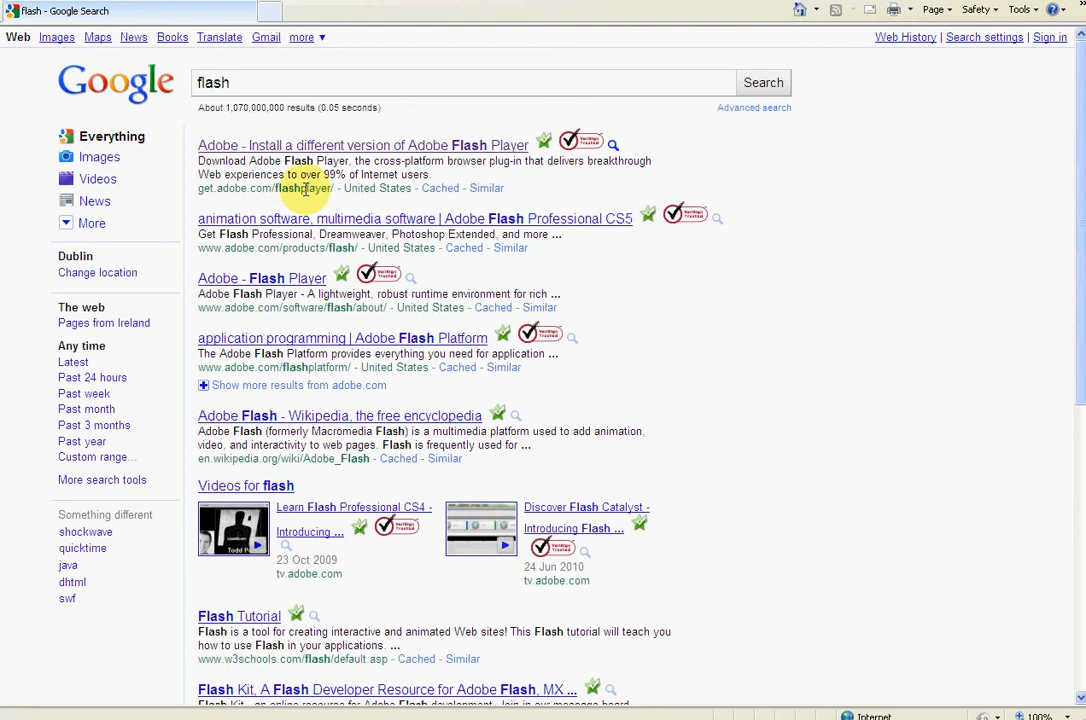 flash - Google Search
Page
Safety
Tools
Web Images Maps News Books Translate Gmail more ▼
Web History | Search settings | Sign in
Google
flash
Search
About 1,070,000,000 results (0.05 seconds)
Advanced search
Everything
Images
Videos
News
More
Dublin
Change location
The web
Pages from Ireland
Any time
Latest
Past 24 hours
Past week
Past month
Past 3 months
Past year
Custom range...
More search tools
Something different
shockwave
quicktime
java
dhtml
swf
Adobe - Install a different version of Adobe Flash Player
Download Adobe Flash Player, the cross-platform browser plug-in that delivers breakthrough
Web experiences to over 99% of Internet users.
get.adobe.com/flashplayer/ - United States - Cached - Similar
animation software, multimedia software | Adobe Flash Professional CS5
Get Flash Professional, Dreamweaver, Photoshop Extended, and more ...
www.adobe.com/products/flash/ - United States - Cached - Similar
Adobe - Flash Player
Adobe Flash Player - A lightweight, robust runtime environment for rich ...
www.adobe.com/software/flash/about/ - United States - Cached - Similar
application programming | Adobe Flash Platform
The Adobe Flash Platform provides everything you need for application ...
www.adobe.com/flashplatform/ - United States - Cached - Similar
Show more results from adobe.com
Adobe Flash - Wikipedia, the free encyclopedia
Adobe Flash (formerly Macromedia Flash) is a multimedia platform used to add animation,
video, and interactivity to web pages. Flash is frequently used for ...
en.wikipedia.org/wiki/Adobe_Flash - Cached - Similar
Videos for flash
Learn Flash Professional CS4 -
Introducing ...
23 Oct 2009
tv.adobe.com
Discover Flash Catalyst -
Introducing Flash ...
24 Jun 2010
tv.adobe.com
Flash Tutorial
Flash is a tool for creating interactive and animated Web sites! This Flash tutorial will teach you
how to use Flash in your applications. ...
www.w3schools.com/flash/default.asp - Cached - Similar
Flash Kit, A Flash Developer Resource for Adobe Flash, MX ...
Internet
100%